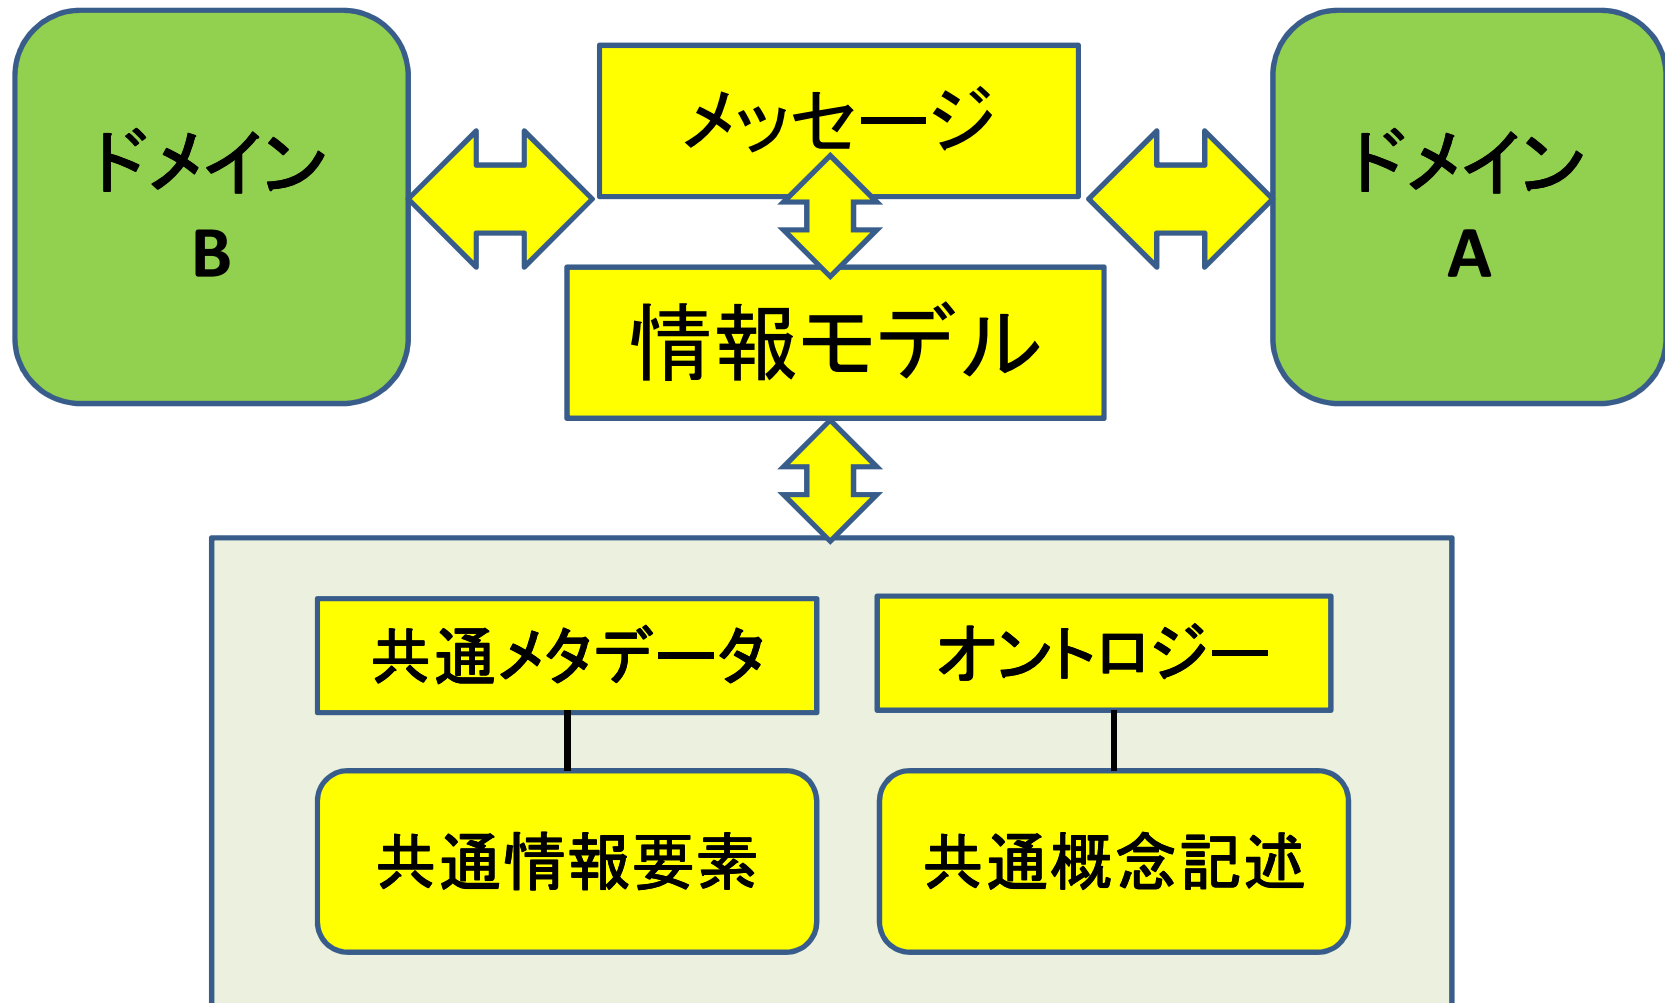 ドメイン
B
メッセージ
ドメイン
A
情報モデル
共通メタデータ
オントロジー
共通情報要素
共通概念記述